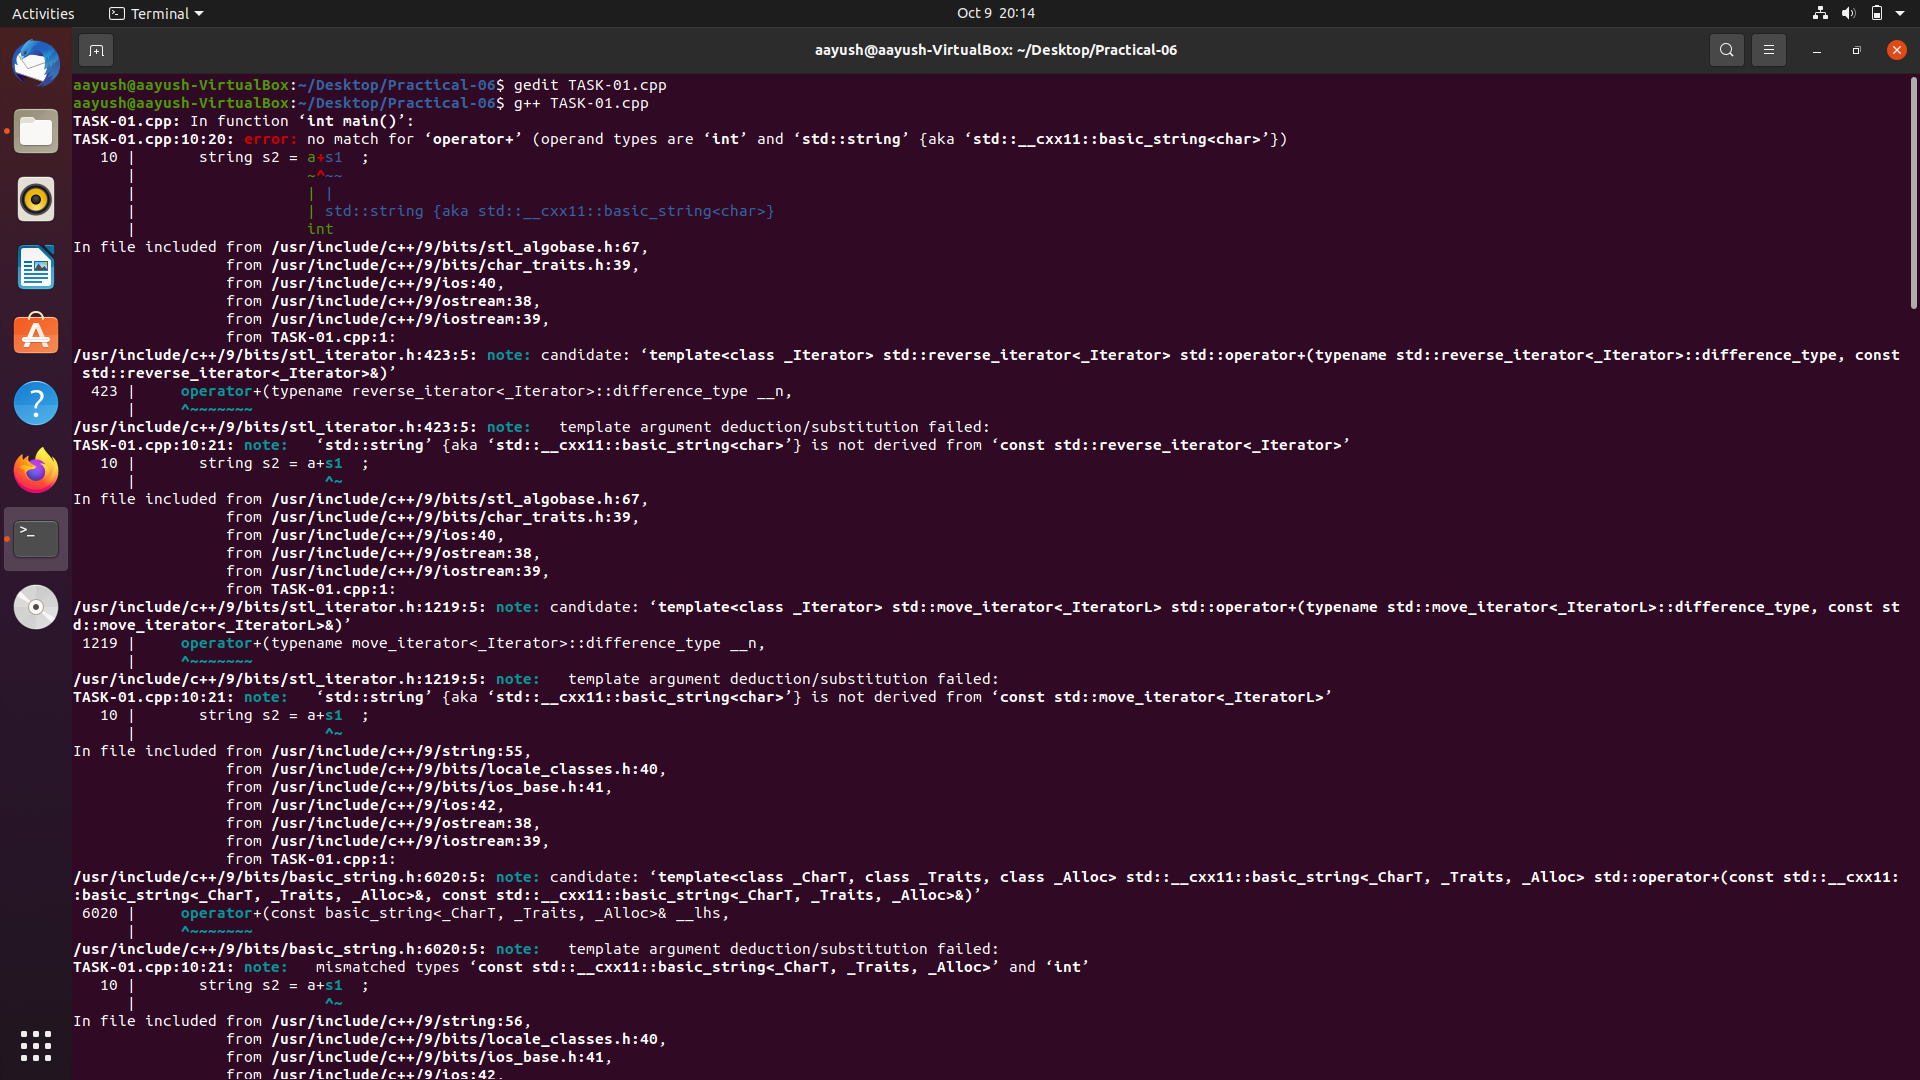 Activities
Terminal
Oct 9 20:14
aayush@aayush-VirtualBox: ~/Desktop/Practical-06
aayush@aayush-VirtualBox:~/Desktop/Practical-06$ gedit TASK-01.cpp
aayush@aayush-VirtualBox:~/Desktop/Practical-06$ g++ TASK-01.cpp
TASK-01.cpp: In function ‘int main()’:
TASK-01.cpp:10:20: error: no match for ‘operator+’ (operand types are ‘int’ and ‘std::string’ {aka ‘std::__cxx11::basic_string<char>’})
   10 |       string s2 = a+s1  ;
      |                   ~^~~
      |                   | |
      |                   | std::string {aka std::__cxx11::basic_string<char>}
      |                   int
In file included from /usr/include/c++/9/bits/stl_algobase.h:67,
                 from /usr/include/c++/9/bits/char_traits.h:39,
                 from /usr/include/c++/9/ios:40,
                 from /usr/include/c++/9/ostream:38,
                 from /usr/include/c++/9/iostream:39,
                 from TASK-01.cpp:1:
/usr/include/c++/9/bits/stl_iterator.h:423:5: note: candidate: ‘template<class _Iterator> std::reverse_iterator<_Iterator> std::operator+(typename std::reverse_iterator<_Iterator>::difference_type, const
 std::reverse_iterator<_Iterator>&)’
  423 |     operator+(typename reverse_iterator<_Iterator>::difference_type __n,
      |     ^~~~~~~~
/usr/include/c++/9/bits/stl_iterator.h:423:5: note:   template argument deduction/substitution failed:
TASK-01.cpp:10:21: note:   ‘std::string’ {aka ‘std::__cxx11::basic_string<char>’} is not derived from ‘const std::reverse_iterator<_Iterator>’
   10 |       string s2 = a+s1  ;
      |                     ^~
In file included from /usr/include/c++/9/bits/stl_algobase.h:67,
                 from /usr/include/c++/9/bits/char_traits.h:39,
                 from /usr/include/c++/9/ios:40,
                 from /usr/include/c++/9/ostream:38,
                 from /usr/include/c++/9/iostream:39,
                 from TASK-01.cpp:1:
/usr/include/c++/9/bits/stl_iterator.h:1219:5: note: candidate: ‘template<class _Iterator> std::move_iterator<_IteratorL> std::operator+(typename std::move_iterator<_IteratorL>::difference_type, const st
d::move_iterator<_IteratorL>&)’
 1219 |     operator+(typename move_iterator<_Iterator>::difference_type __n,
      |     ^~~~~~~~
/usr/include/c++/9/bits/stl_iterator.h:1219:5: note:   template argument deduction/substitution failed:
TASK-01.cpp:10:21: note:   ‘std::string’ {aka ‘std::__cxx11::basic_string<char>’} is not derived from ‘const std::move_iterator<_IteratorL>’
   10 |       string s2 = a+s1  ;
      |                     ^~
In file included from /usr/include/c++/9/string:55,
                 from /usr/include/c++/9/bits/locale_classes.h:40,
                 from /usr/include/c++/9/bits/ios_base.h:41,
                 from /usr/include/c++/9/ios:42,
                 from /usr/include/c++/9/ostream:38,
                 from /usr/include/c++/9/iostream:39,
                 from TASK-01.cpp:1:
/usr/include/c++/9/bits/basic_string.h:6020:5: note: candidate: ‘template<class _CharT, class _Traits, class _Alloc> std::__cxx11::basic_string<_CharT, _Traits, _Alloc> std::operator+(const std::__cxx11:
:basic_string<_CharT, _Traits, _Alloc>&, const std::__cxx11::basic_string<_CharT, _Traits, _Alloc>&)’
 6020 |     operator+(const basic_string<_CharT, _Traits, _Alloc>& __lhs,
      |     ^~~~~~~~
/usr/include/c++/9/bits/basic_string.h:6020:5: note:   template argument deduction/substitution failed:
TASK-01.cpp:10:21: note:   mismatched types ‘const std::__cxx11::basic_string<_CharT, _Traits, _Alloc>’ and ‘int’
   10 |       string s2 = a+s1  ;
      |                     ^~
In file included from /usr/include/c++/9/string:56,
                 from /usr/include/c++/9/bits/locale_classes.h:40,
                 from /usr/include/c++/9/bits/ios_base.h:41,
                 from /usr/include/c++/9/ios:42,